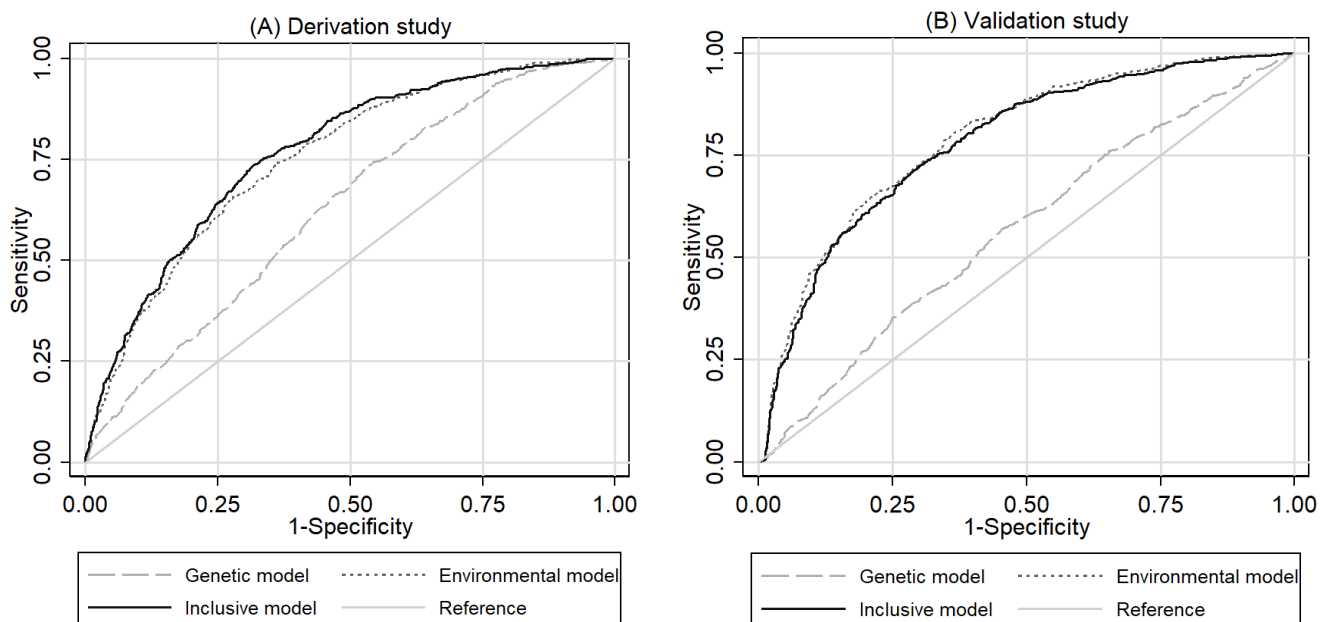 (A) Derivation study
Sensitivity
1.00
0.75
0.50
0.25
0.00
0.00 0.25 0.50 0.75 1.00
1-Specificity
Genetic model Environmental model
Inclusive model Reference
(B) Validation study
Sensitivity
1.00
0.75
0.50
0.25
0.00
0.00 0.25 0.50 0.75 1.00
1-Specificity
Genetic model Environmental model
Inclusive model Reference